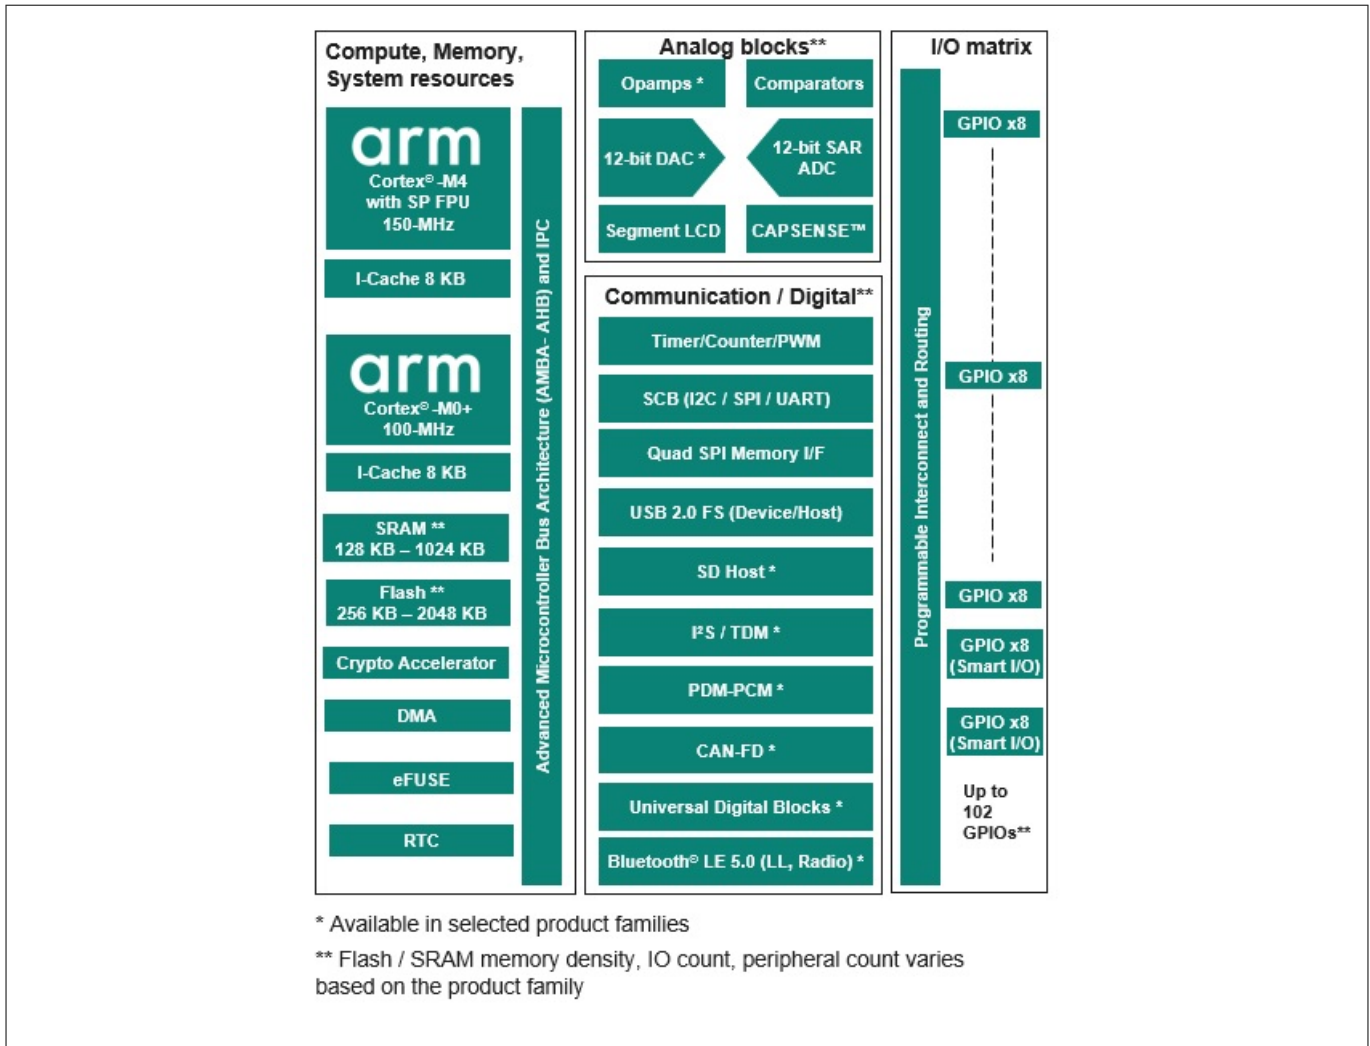 Compute, Memory,
System resources
arm
Cortex® -M4
with SP FPU
150-MHz
I-Cache 8 KB
arm
Cortex® -M0+
100-MHz
I-Cache 8 KB
SRAM **
128 KB – 1024 KB
Flash **
256 KB – 2048 KB
Crypto Accelerator
DMA
eFUSE
RTC
Advanced Microcontroller Bus Architecture (AMBA- AHB) and IPC
Analog blocks**
Opamps *
Comparators
12-bit DAC *
12-bit SAR
ADC
Segment LCD
CAPSENSE™
Communication / Digital**
Timer/Counter/PWM
SCB (I2C / SPI / UART)
Quad SPI Memory I/F
USB 2.0 FS (Device/Host)
SD Host *
I²S / TDM *
PDM-PCM *
CAN-FD *
Universal Digital Blocks *
Bluetooth® LE 5.0 (LL, Radio) *
I/O matrix
Programmable Interconnect and Routing
GPIO x8
GPIO x8
GPIO x8
GPIO x8
(Smart I/O)
GPIO x8
(Smart I/O)
Up to
102
GPIOs**
* Available in selected product families
** Flash / SRAM memory density, IO count, peripheral count varies
based on the product family